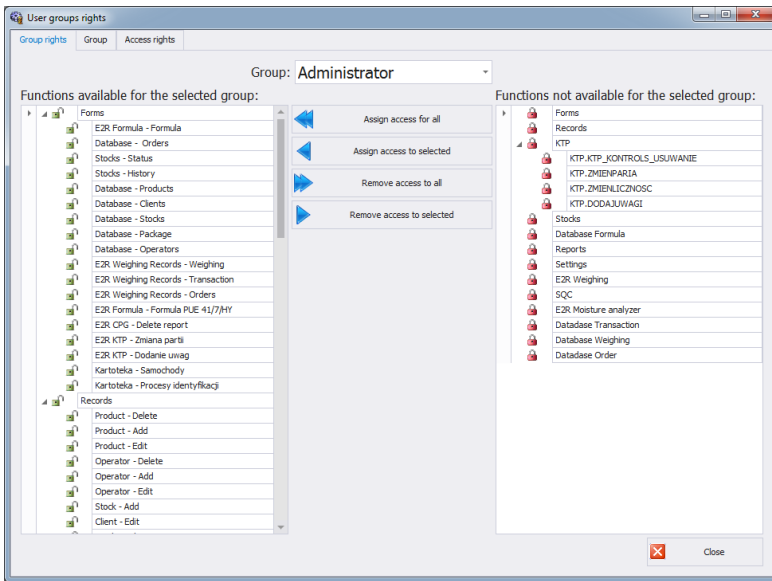 User groups rights
Group rights Group Access rights
Group: Administrator
Functions available for the selected group:
Forms
E2R Formula - Formula
Database - Orders
Stocks - Status
Stocks - History
Database - Products
Database - Clients
Database - Stocks
Database - Package
Database - Operators
E2R Weighing Records - Weighing
E2R Weighing Records - Transaction
E2R Weighing Records - Orders
E2R Formula - Formula PUE 41/7/HY
E2R CPG - Delete report
E2R KTP - Zmiana partii
E2R KTP - Dodanie uwag
Kartoteka - Samochody
Kartoteka - Procesy identyfikacji
Records
Product - Delete
Product - Add
Product - Edit
Operator - Delete
Operator - Add
Operator - Edit
Stock - Add
Client - Edit
Assign access for all
Assign access to selected
Remove access to all
Remove access to selected
Functions not available for the selected group:
Forms
Records
KTP
KTP.KTP_KONTROLS_USUWANIE
KTP.ZMIENPARIA
KTP.ZMIENLICZNOSC
KTP.DODAJUWAGI
Stocks
Database Formula
Reports
Settings
E2R Weighing
SQC
E2R Moisture analyzer
Datadase Transaction
Database Weighing
Datadase Order
Close